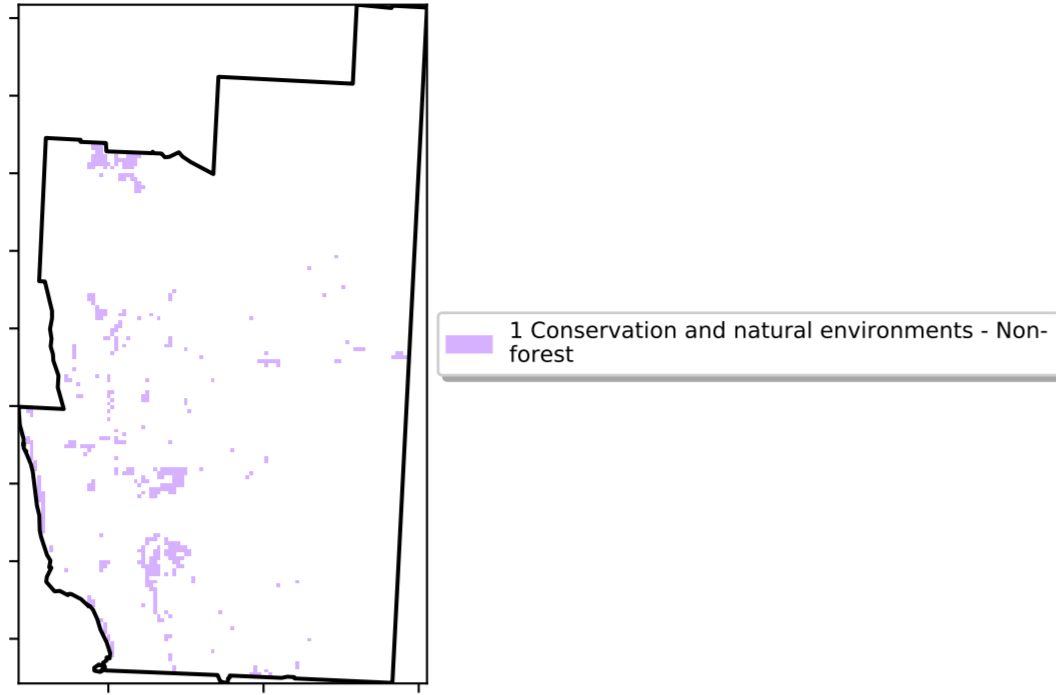 1 Conservation and natural environments - Non-
forest